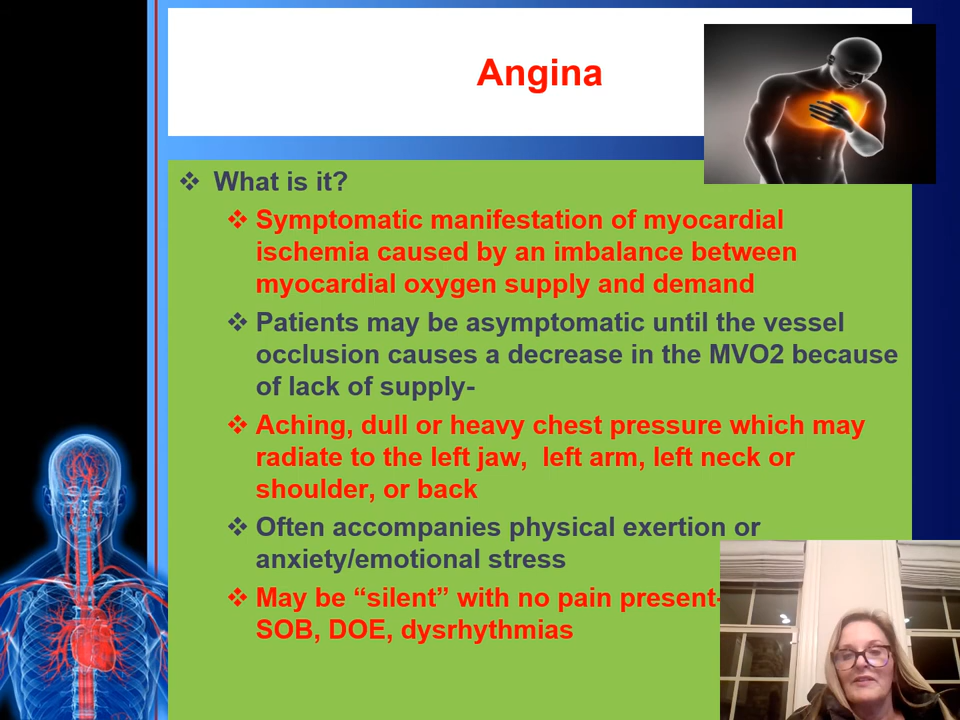 Angina
❖ What is it?
❖ Symptomatic manifestation of myocardial
ischemia caused by an imbalance between
myocardial oxygen supply and demand
❖ Patients may be asymptomatic until the vessel
occlusion causes a decrease in the MVO2 because
of lack of supply-
❖ Aching, dull or heavy chest pressure which may
radiate to the left jaw,  left arm, left neck or
shoulder, or back
❖ Often accompanies physical exertion or
anxiety/emotional stress
❖ May be “silent” with no pain present-
SOB, DOE, dysrhythmias